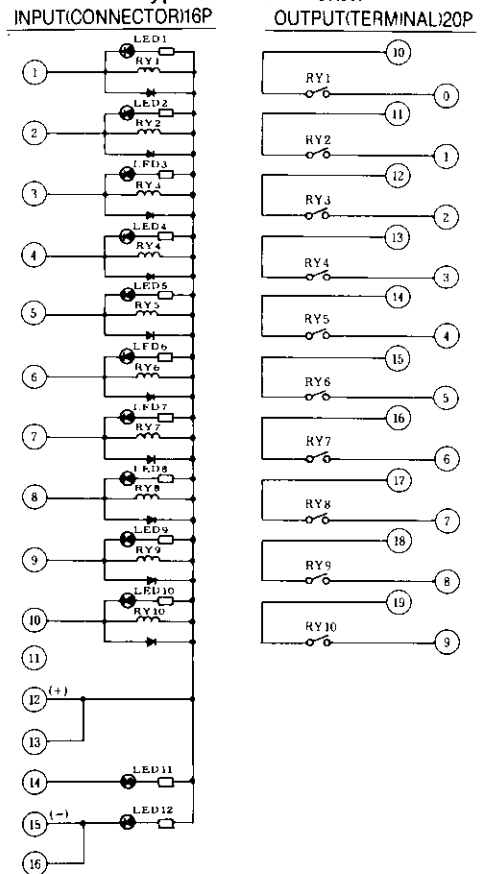 INPUT(CONNECTOR)16P
OUTPUT(TERMINAL)20P
LED1
1
RY1
LED2
2
RY2
LED3
3
RY3
LED4
4
RY4
LED5
5
RY5
LED6
6
RY6
LED7
7
RY7
LED8
8
RY8
LED9
9
RY9
LED10
10
RY10
11
12 (+)
13
14
LED11
15 (-)
LED12
16
10
RY1
0
11
RY2
1
12
RY3
2
13
RY4
3
14
RY5
4
15
RY6
5
16
RY7
6
17
RY8
7
18
RY9
8
19
RY10
9